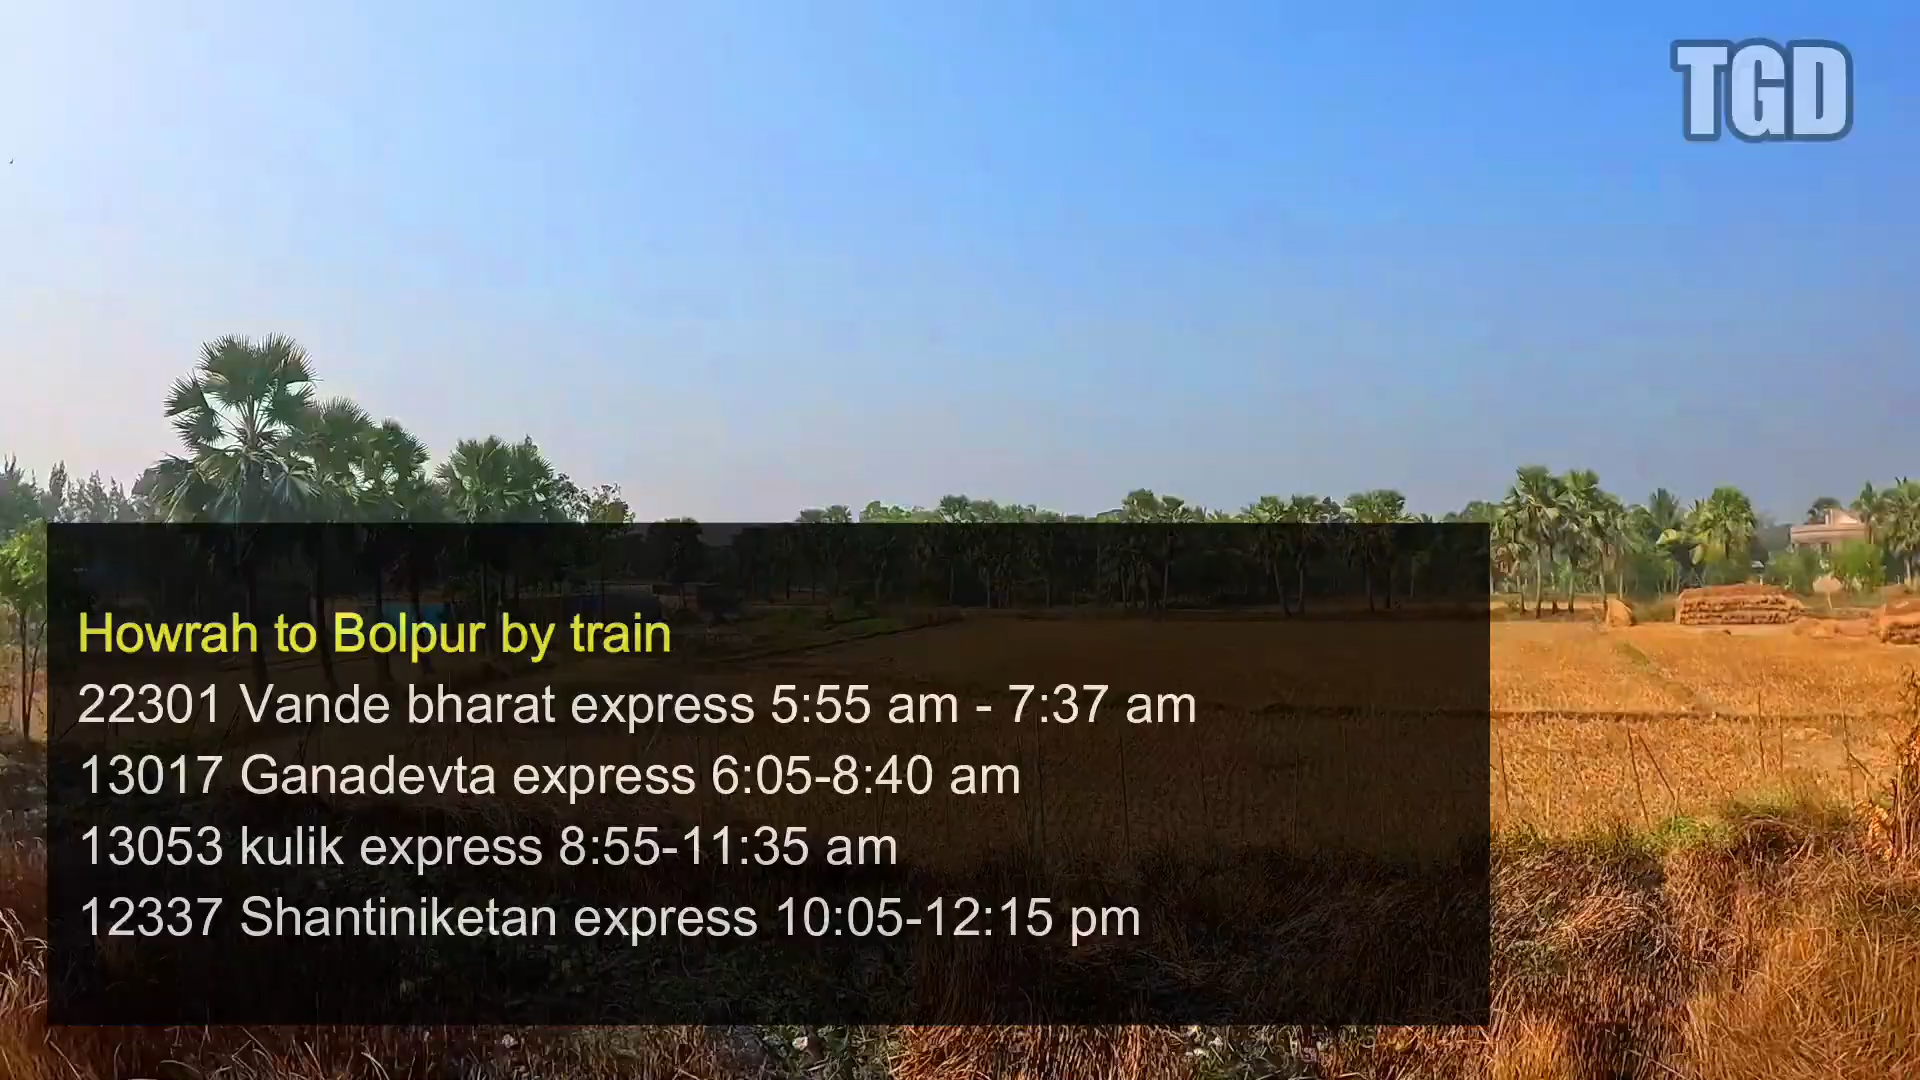 TGD
Howrah to Bolpur by train
22301 Vande bharat express 5:55 am - 7:37 am
13017 Ganadevta express 6:05-8:40 am
13053 kulik express 8:55-11:35 am
12337 Shantiniketan express 10:05-12:15 pm